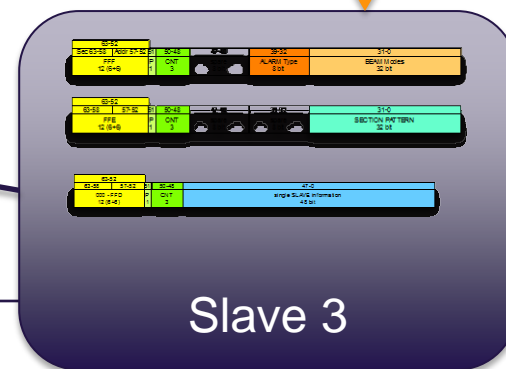 63-52
Sec 63-58 Addr 57-52 51 50-48 39-32 31-0
FFF P CNT ALARM Type BEAM Modes
12 (6+6) 1 3 8 bit 32 bit
63-52
63-58 57-52 51 50-48 31-0
FFE P CNT SECTION PATTERN
12 (6+6) 1 3 32 bit
63-52
63-58 57-52 51 50-48 47-0
000 - FFD P CNT single SLAVE information
12 (6+6) 1 3 48 bit
Slave 3